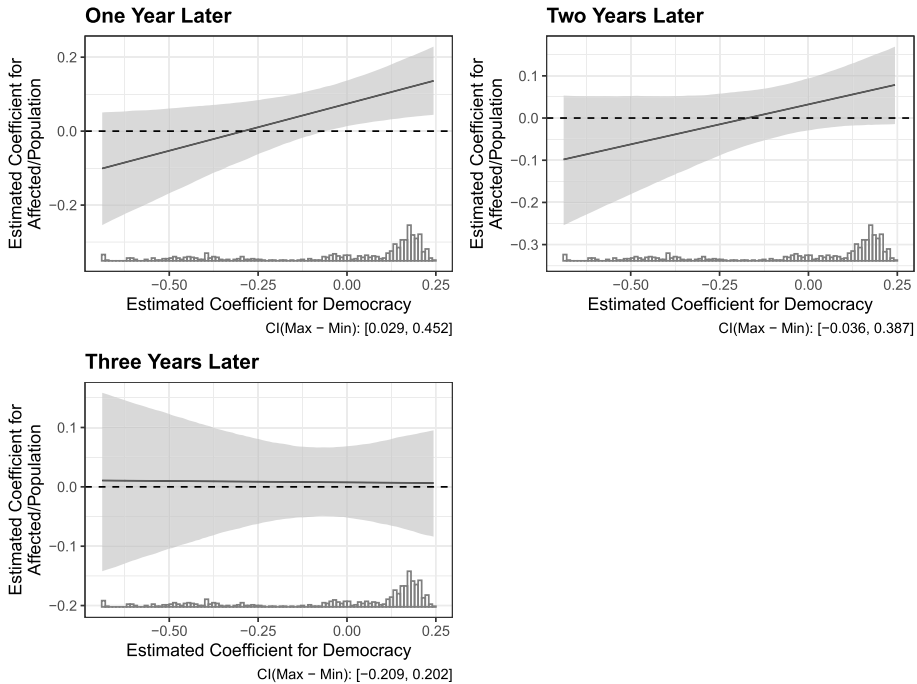 One Year Later
Estimated Coefficient for
Affected/Population
0.2
0.0
−0.2
−0.50 −0.25 0.00 0.25
Estimated Coefficient for Democracy
CI(Max − Min): [0.029, 0.452]
Two Years Later
Estimated Coefficient for
Affected/Population
0.1
0.0
−0.1
−0.2
−0.3
−0.50 −0.25 0.00 0.25
Estimated Coefficient for Democracy
CI(Max − Min): [−0.036, 0.387]
Three Years Later
Estimated Coefficient for
Affected/Population
0.1
0.0
−0.1
−0.2
−0.50 −0.25 0.00 0.25
Estimated Coefficient for Democracy
CI(Max − Min): [−0.209, 0.202]